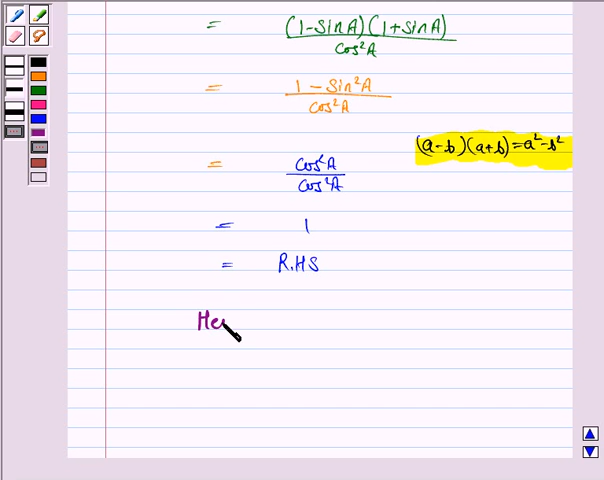 = (1-SinA)(1+SinA) / Cos²A
= 1 - Sin²A / Cos²A
(a-b)(a+b)=a²-b²
= Cos²A / Cos²A
= 1
= R.HS
He